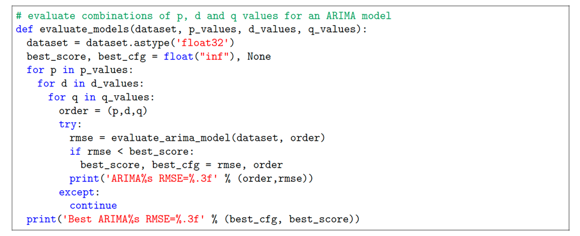 # evaluate combinations of p, d and q values for an ARIMA model
def evaluate_models(dataset, p_values, d_values, q_values):
  dataset = dataset.astype('float32')
  best_score, best_cfg = float("inf"), None
  for p in p_values:
    for d in d_values:
      for q in q_values:
        order = (p,d,q)
        try:
          rmse = evaluate_arima_model(dataset, order)
          if rmse < best_score:
            best_score, best_cfg = rmse, order
          print('ARIMA%s RMSE=%.3f' % (order,rmse))
        except:
          continue
  print('Best ARIMA%s RMSE=%.3f' % (best_cfg, best_score))